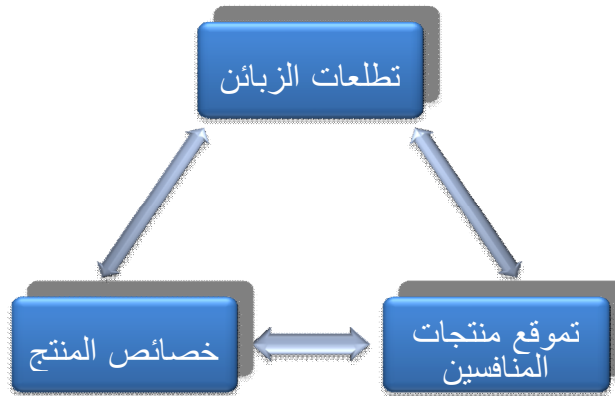 تطلعات الزبائن
تموقع منتجات
المنافسين
خصائص المنتج